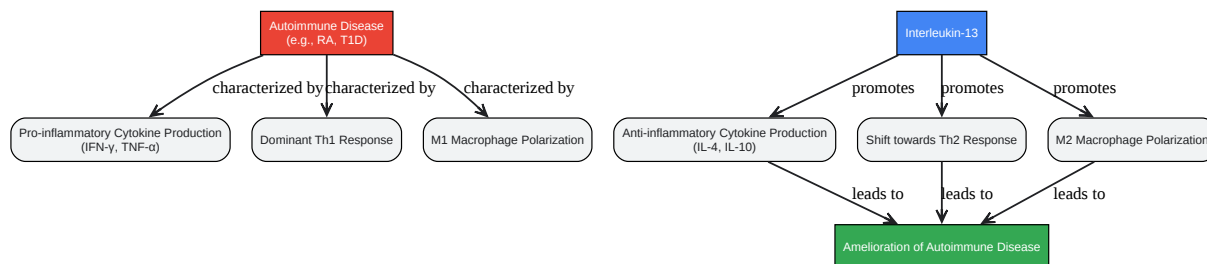 Autoimmune Disease
(e.g., RA, T1D)
Interleukin-13
characterized by
characterized by
characterized by
promotes
promotes
promotes
Pro-inflammatory Cytokine Production
(IFN-γ, TNF-α)
Dominant Th1 Response
M1 Macrophage Polarization
Anti-inflammatory Cytokine Production
(IL-4, IL-10)
Shift towards Th2 Response
M2 Macrophage Polarization
leads to
leads to
leads to
Amelioration of Autoimmune Disease